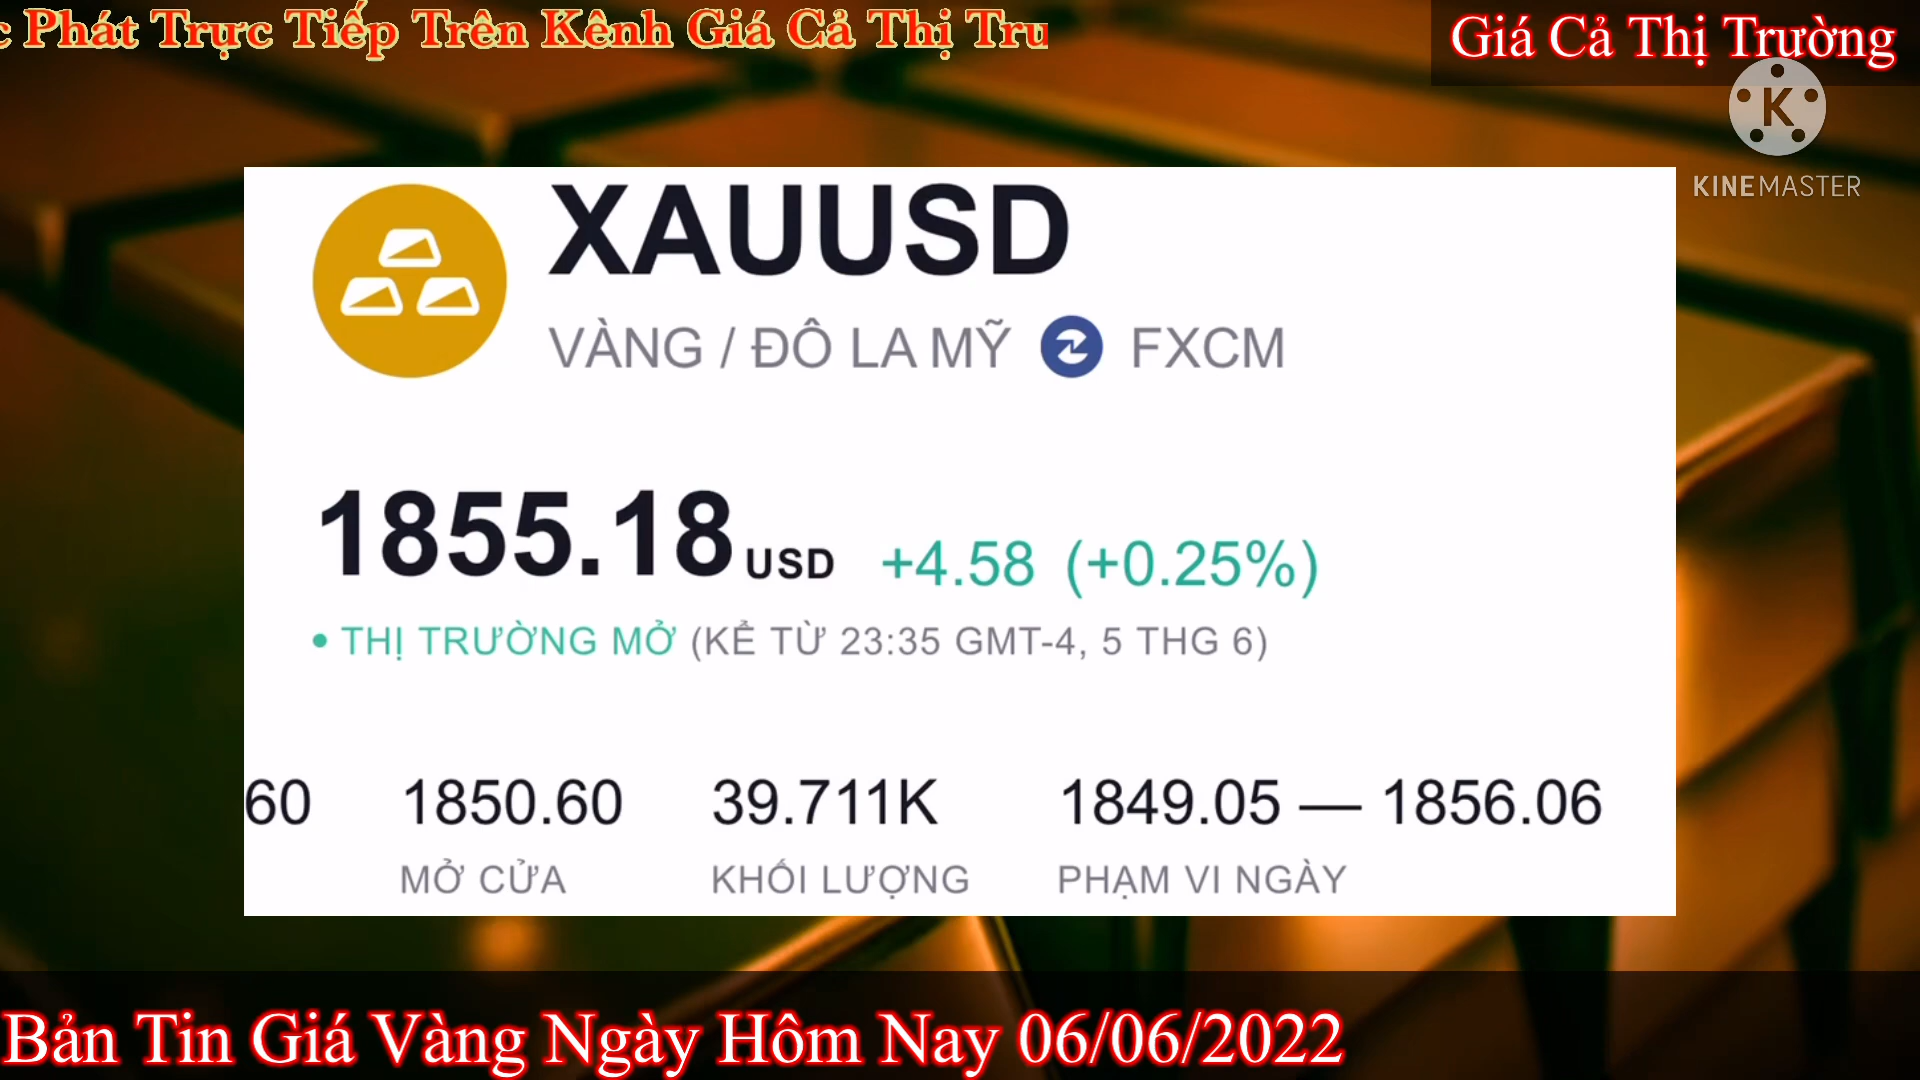 c Phát Trực Tiếp Trên Kênh Giá Cả Thị Trư
Giá Cả Thị Trường
K
KINEMASTER
XAUUSD
VÀNG / ĐÔ LA MỸ FXCM
1855.18 USD +4.58 (+0.25%)
• THỊ TRƯỜNG MỞ (KỂ TỪ 23:35 GMT-4, 5 THG 6)
60 1850.60 39.711K 1849.05 — 1856.06
MỞ CỬA KHỐI LƯỢNG PHẠM VI NGÀY
Bản Tin Giá Vàng Ngày Hôm Nay 06/06/2022